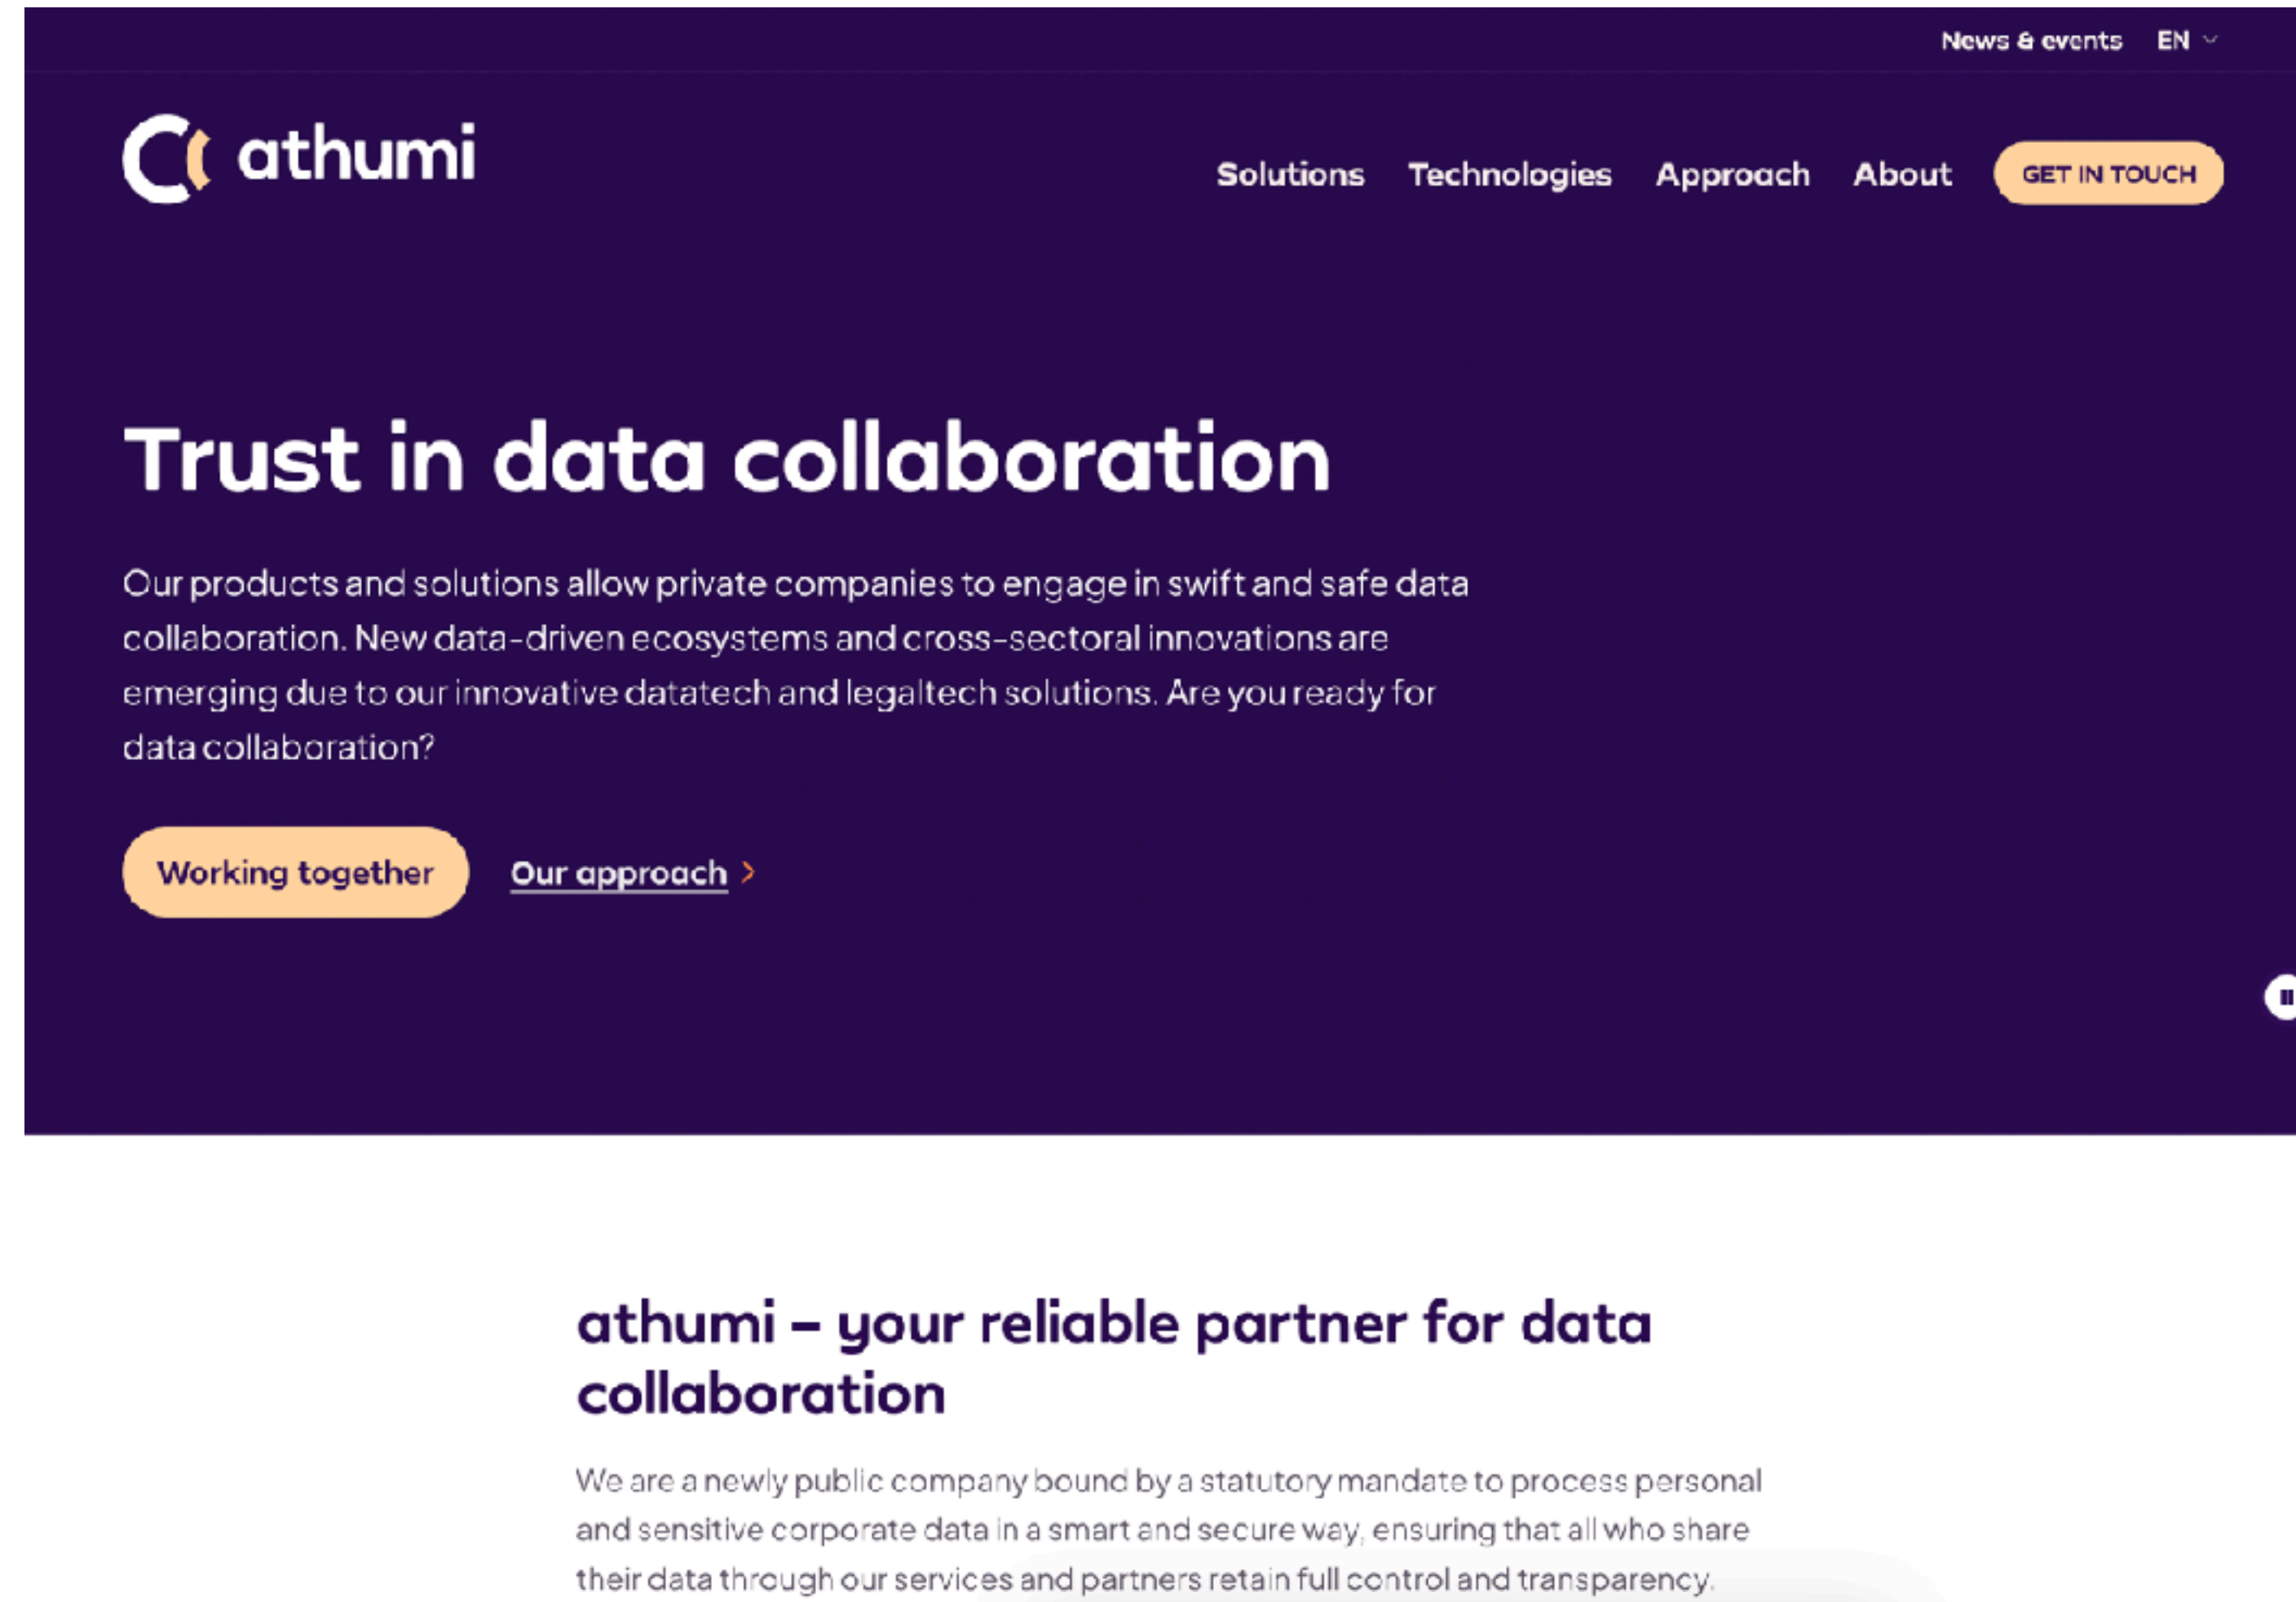 News & events EN
athumi
Solutions Technologies Approach About GET IN TOUCH
Trust in data collaboration
Our products and solutions allow private companies to engage in swift and safe data
collaboration. New data-driven ecosystems and cross-sectoral innovations are
emerging due to our innovative datatech and legaltech solutions. Are you ready for
data collaboration?
Working together Our approach
athumi – your reliable partner for data
collaboration
We are a newly public company bound by a statutory mandate to process personal
and sensitive corporate data in a smart and secure way, ensuring that all who share
their data through our services and partners retain full control and transparency.